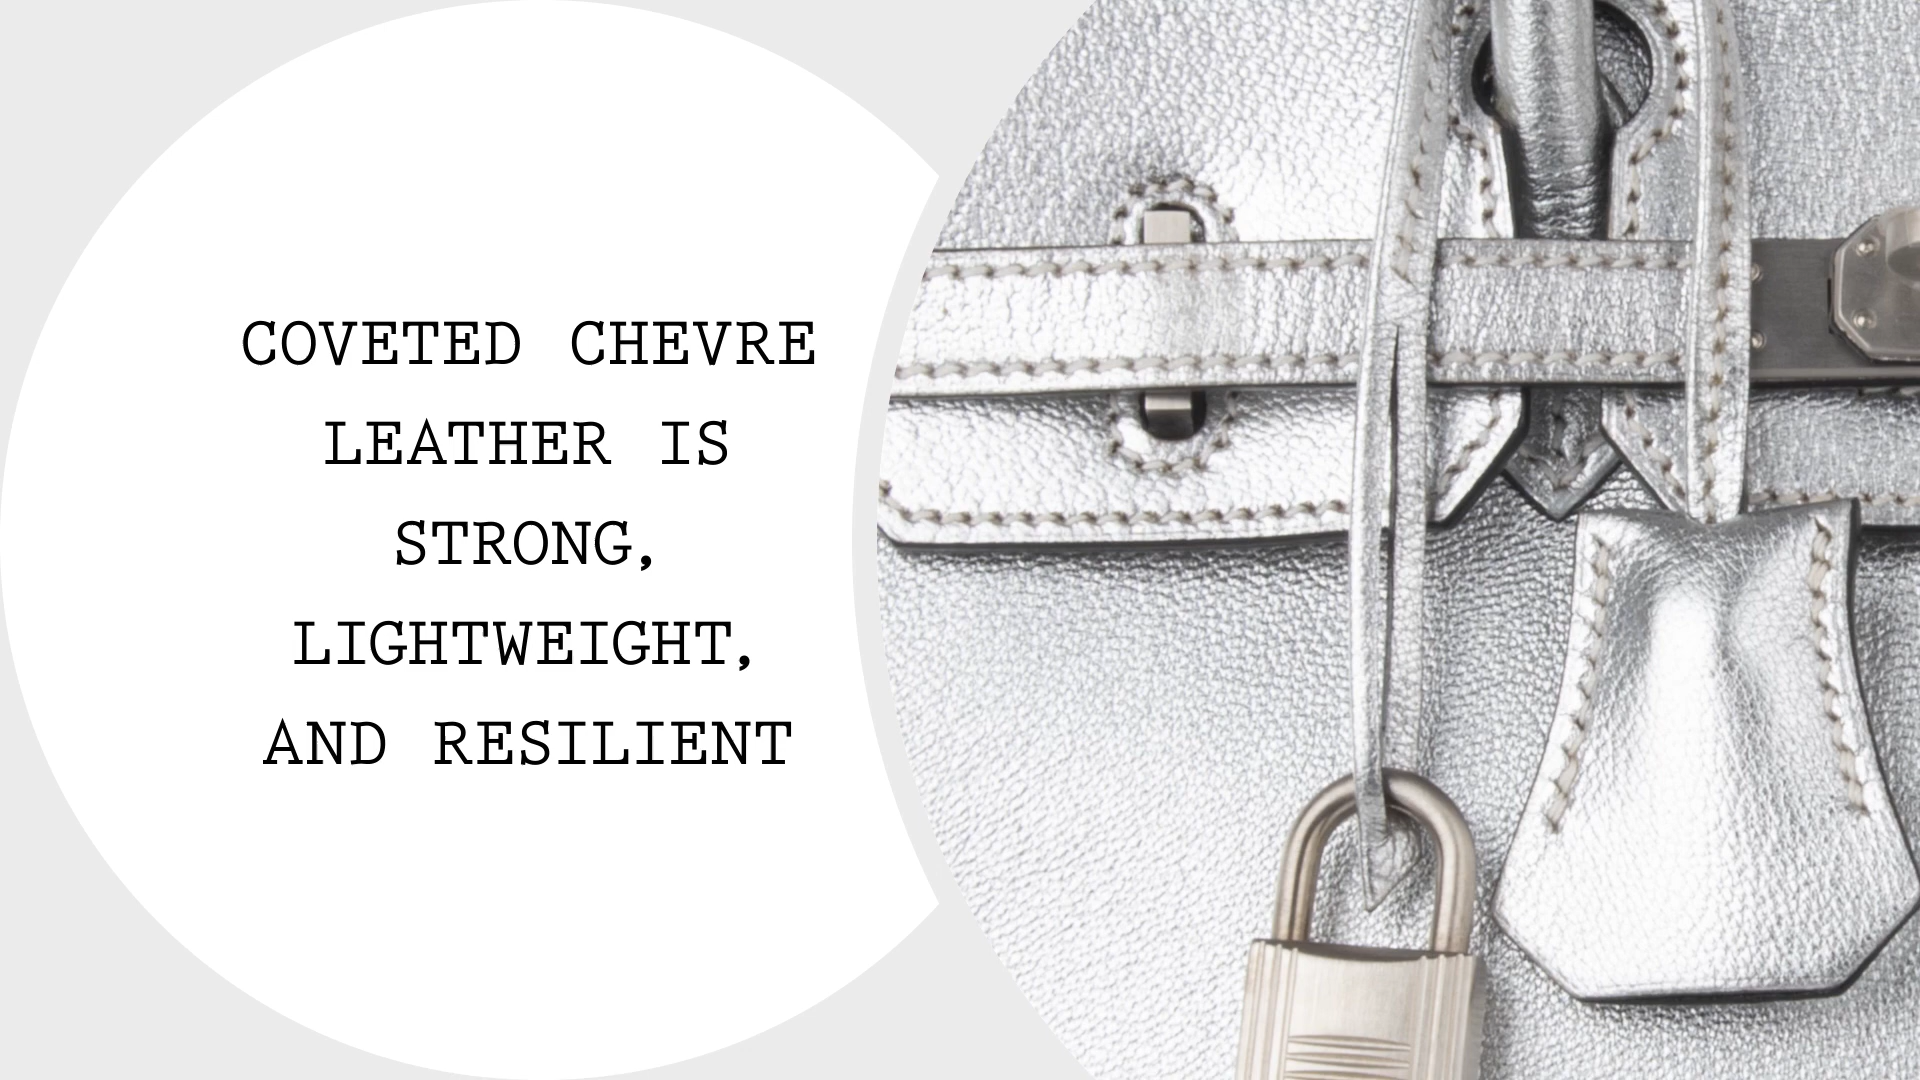 COVETED CHEVRE
LEATHER IS
STRONG,
LIGHTWEIGHT,
AND RESILIENT